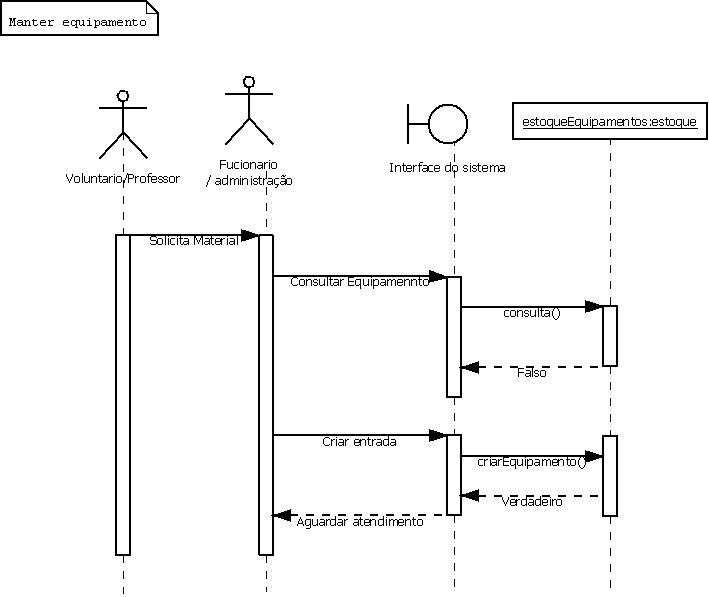 Manter equipamento
Voluntario/Professor
Fucionario
/ administração
Interface do sistema
estoqueEquipamentos:estoque
Solicita Material
Consultar Equipamennto
consulta()
Falso
Criar entrada
criarEquipamento()
Verdadeiro
Aguardar atendimento